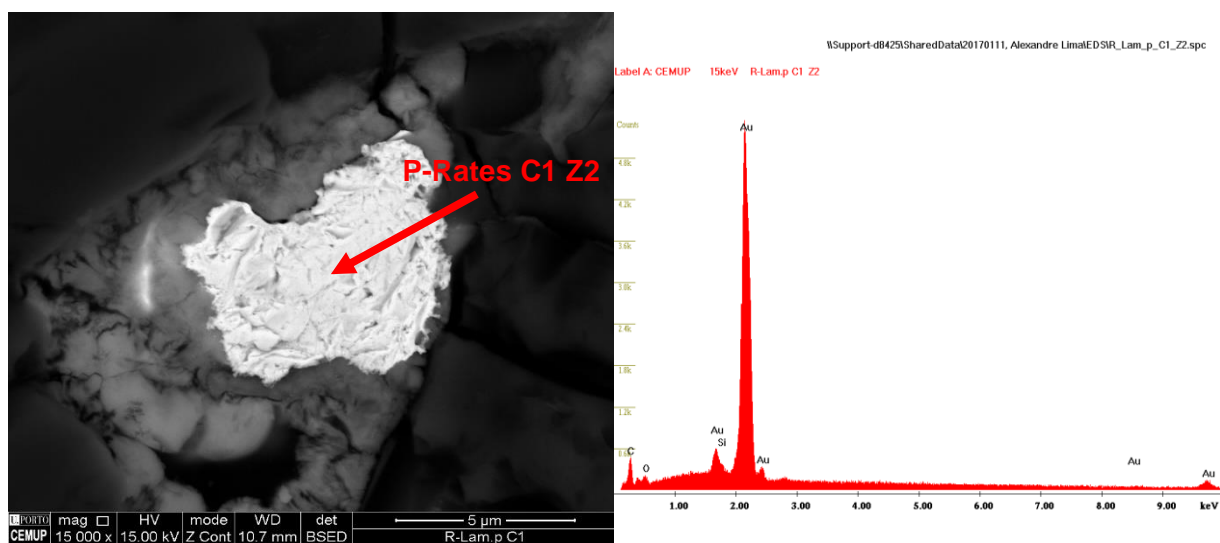 P-Rates C1 Z2
U.PORTO
CEMUP
mag □ HV mode WD det
15 000 x 15.00 kV Z Cont 10.7 mm BSED
5 µm
R-Lam.p C1
\\Support-d8425\SharedData\20170111, Alexandre Lima\EDS\R_Lam_p_C1_Z2.spc
Label A: CEMUP 15keV R-Lam.p C1 Z2
Counts
4.8k
4.2k
3.6k
3.0k
2.4k
1.8k
1.2k
0.6k
Au
Au
Si
C
O
Au
Au
Au
1.00 2.00 3.00 4.00 5.00 6.00 7.00 8.00 9.00 keV